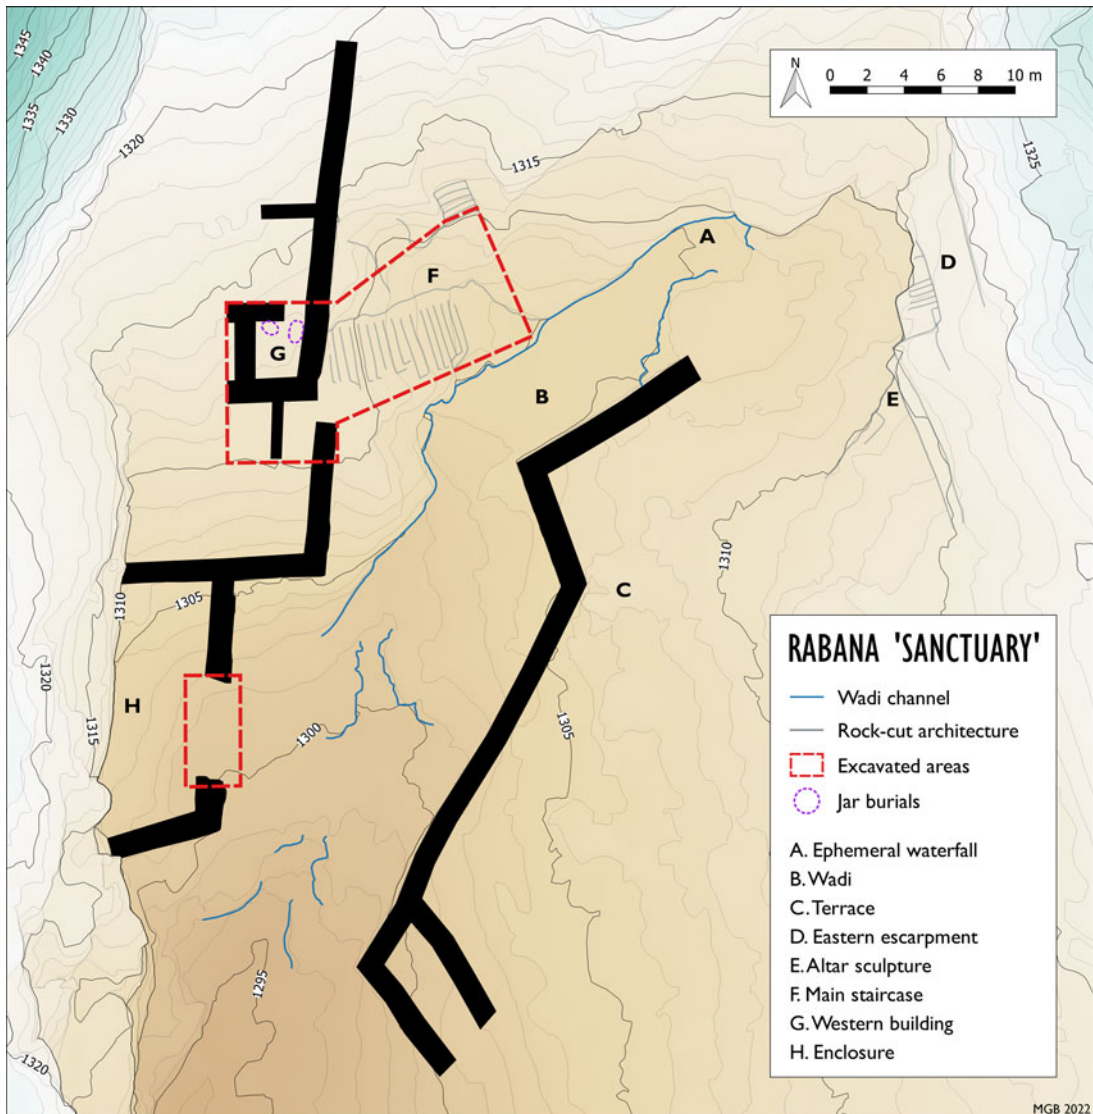 1345
1340
1335
1330
1320
1315
1325
N
0 2 4 6 8 10 m
A
D
F
G
B
E
C
1310
1310
1305
H
1320
1315
1300
1305
1295
1320
RABANA 'SANCTUARY'
Wadi channel
Rock-cut architecture
Excavated areas
Jar burials
A. Ephemeral waterfall
B. Wadi
C. Terrace
D. Eastern escarpment
E. Altar sculpture
F. Main staircase
G. Western building
H. Enclosure
MGB 2022